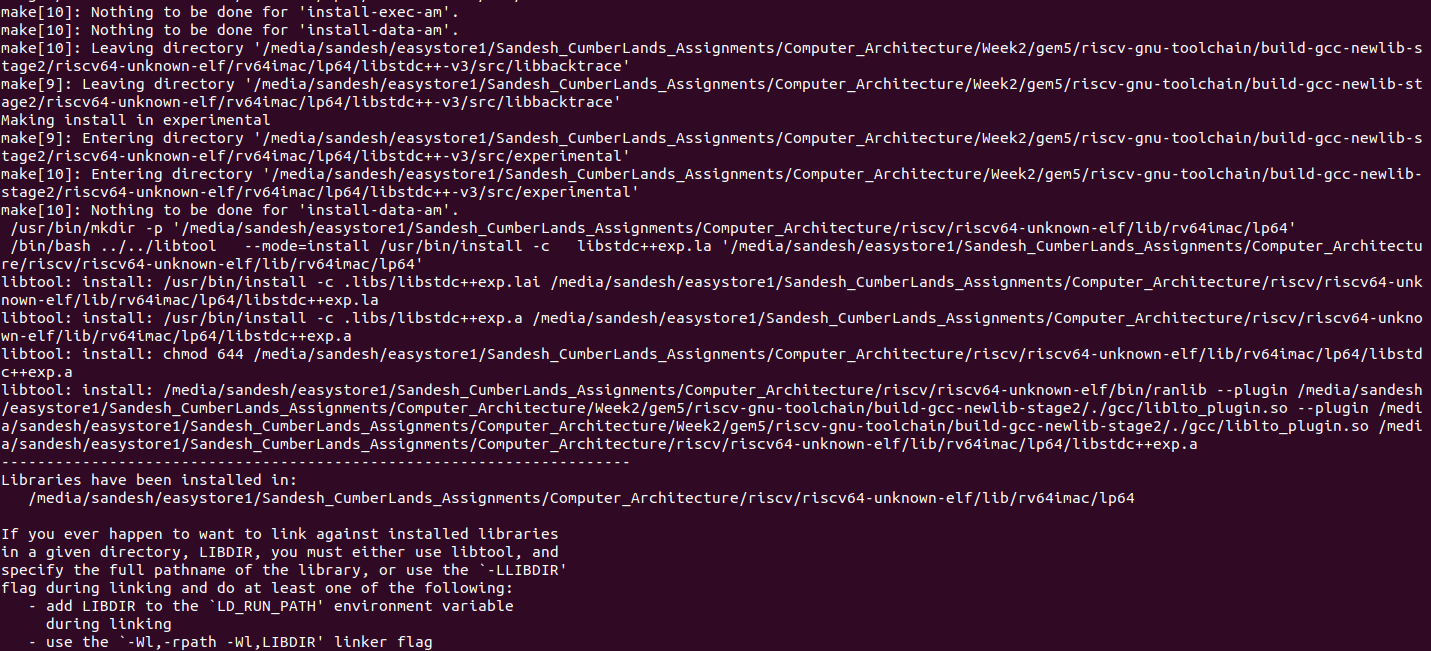 make[10]: Nothing to be done for 'install-exec-am'.
make[10]: Nothing to be done for 'install-data-am'.
make[10]: Leaving directory '/media/sandesh/easystore1/Sandesh_CumberLands_Assignments/Computer_Architecture/Week2/gem5/riscv-gnu-toolchain/build-gcc-newlib-s
tage2/riscv64-unknown-elf/rv64imac/lp64/libstdc++-v3/src/libbacktrace'
make[9]: Leaving directory '/media/sandesh/easystore1/Sandesh_CumberLands_Assignments/Computer_Architecture/Week2/gem5/riscv-gnu-toolchain/build-gcc-newlib-st
age2/riscv64-unknown-elf/rv64imac/lp64/libstdc++-v3/src/libbacktrace'
Making install in experimental
make[9]: Entering directory '/media/sandesh/easystore1/Sandesh_CumberLands_Assignments/Computer_Architecture/Week2/gem5/riscv-gnu-toolchain/build-gcc-newlib-s
tage2/riscv64-unknown-elf/rv64imac/lp64/libstdc++-v3/src/experimental'
make[10]: Entering directory '/media/sandesh/easystore1/Sandesh_CumberLands_Assignments/Computer_Architecture/Week2/gem5/riscv-gnu-toolchain/build-gcc-newlib-
stage2/riscv64-unknown-elf/rv64imac/lp64/libstdc++-v3/src/experimental'
make[10]: Nothing to be done for 'install-data-am'.
 /usr/bin/mkdir -p '/media/sandesh/easystore1/Sandesh_CumberLands_Assignments/Computer_Architecture/riscv/riscv64-unknown-elf/lib/rv64imac/lp64'
 /bin/bash ../../libtool   --mode=install /usr/bin/install -c   libstdc++exp.la '/media/sandesh/easystore1/Sandesh_CumberLands_Assignments/Computer_Architectu
re/riscv/riscv64-unknown-elf/lib/rv64imac/lp64'
libtool: install: /usr/bin/install -c .libs/libstdc++exp.lai /media/sandesh/easystore1/Sandesh_CumberLands_Assignments/Computer_Architecture/riscv/riscv64-unk
nown-elf/lib/rv64imac/lp64/libstdc++exp.la
libtool: install: /usr/bin/install -c .libs/libstdc++exp.a /media/sandesh/easystore1/Sandesh_CumberLands_Assignments/Computer_Architecture/riscv/riscv64-unkno
wn-elf/lib/rv64imac/lp64/libstdc++exp.a
libtool: install: chmod 644 /media/sandesh/easystore1/Sandesh_CumberLands_Assignments/Computer_Architecture/riscv/riscv64-unknown-elf/lib/rv64imac/lp64/libstd
c++exp.a
libtool: install: /media/sandesh/easystore1/Sandesh_CumberLands_Assignments/Computer_Architecture/riscv/riscv64-unknown-elf/bin/ranlib --plugin /media/sandesh
/easystore1/Sandesh_CumberLands_Assignments/Computer_Architecture/Week2/gem5/riscv-gnu-toolchain/build-gcc-newlib-stage2/./gcc/liblto_plugin.so --plugin /medi
a/sandesh/easystore1/Sandesh_CumberLands_Assignments/Computer_Architecture/Week2/gem5/riscv-gnu-toolchain/build-gcc-newlib-stage2/./gcc/liblto_plugin.so /medi
a/sandesh/easystore1/Sandesh_CumberLands_Assignments/Computer_Architecture/riscv/riscv64-unknown-elf/lib/rv64imac/lp64/libstdc++exp.a
----------------------------------------------------------------------
Libraries have been installed in:
   /media/sandesh/easystore1/Sandesh_CumberLands_Assignments/Computer_Architecture/riscv/riscv64-unknown-elf/lib/rv64imac/lp64

If you ever happen to want to link against installed libraries
in a given directory, LIBDIR, you must either use libtool, and
specify the full pathname of the library, or use the `-LLIBDIR'
flag during linking and do at least one of the following:
   - add LIBDIR to the `LD_RUN_PATH' environment variable
     during linking
   - use the `-Wl,-rpath -Wl,LIBDIR' linker flag